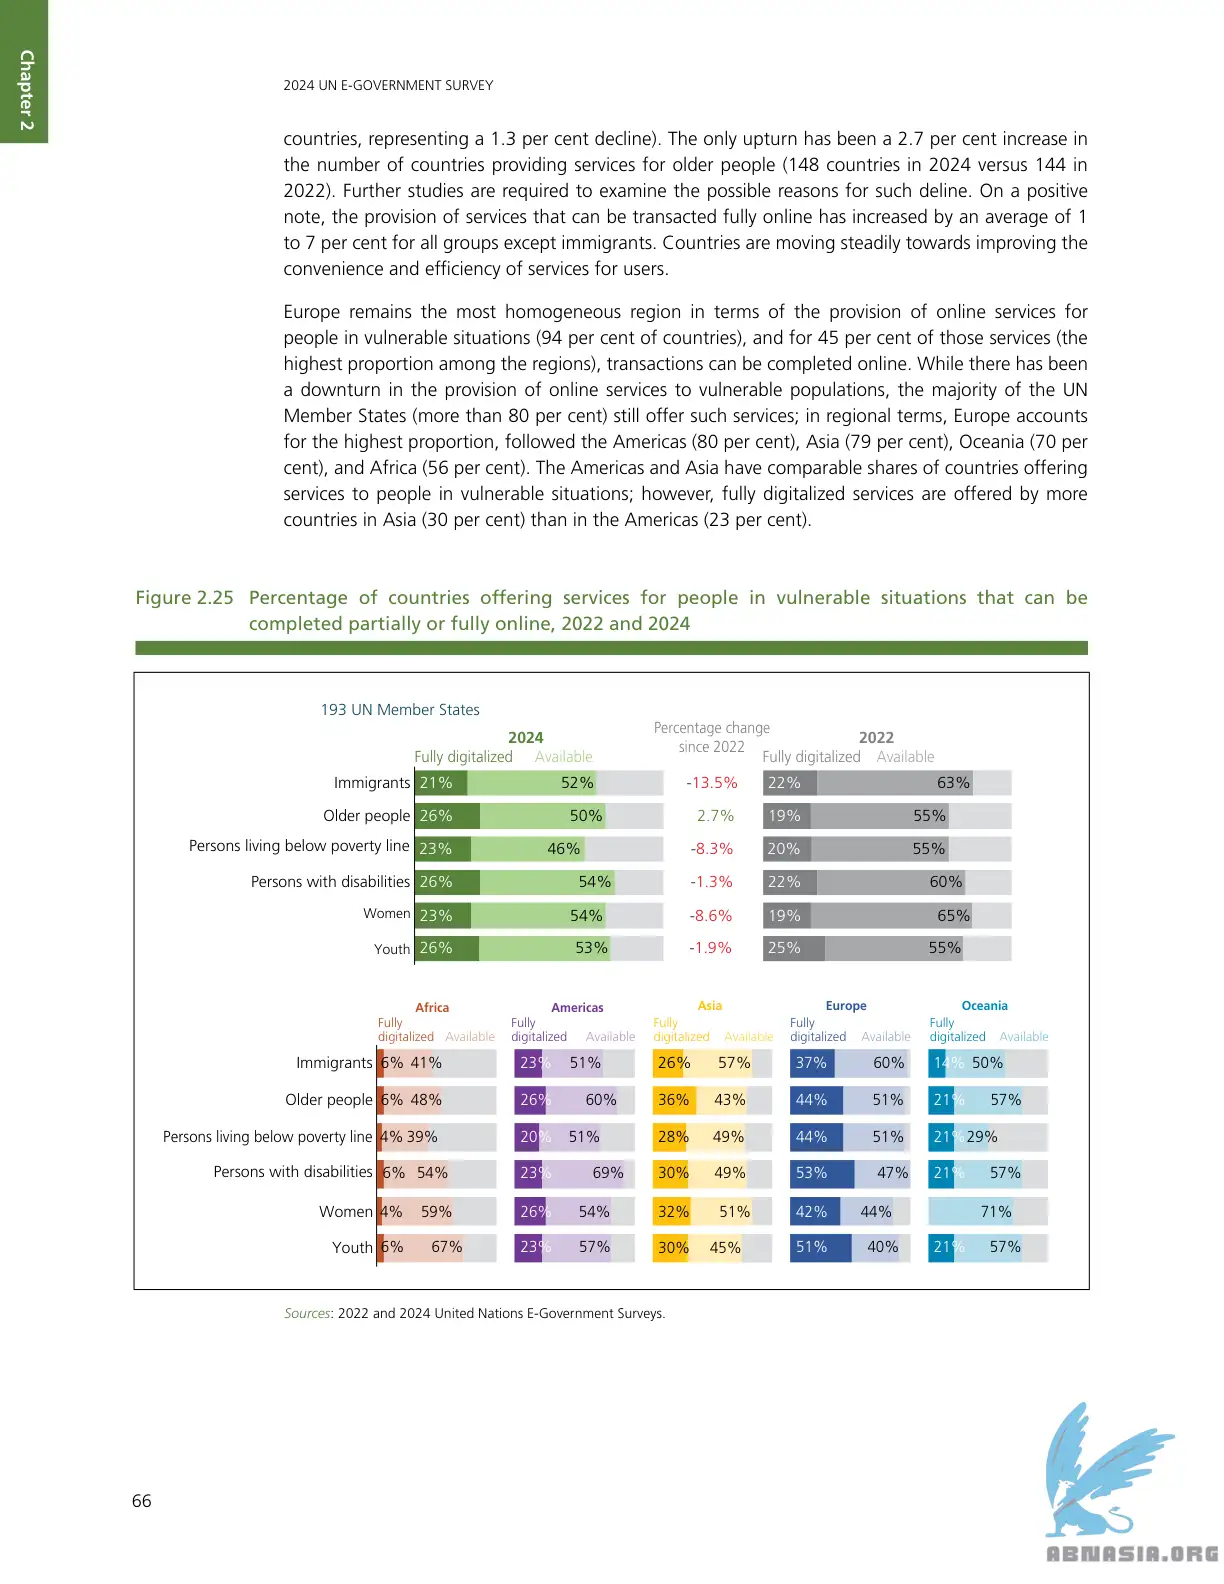 Chapter 2
2024 UN E-GOVERNMENT SURVEY
countries, representing a 1.3 per cent decline). The only upturn has been a 2.7 per cent increase in
the number of countries providing services for older people (148 countries in 2024 versus 144 in
2022). Further studies are required to examine the possible reasons for such deline. On a positive
note, the provision of services that can be transacted fully online has increased by an average of 1
to 7 per cent for all groups except immigrants. Countries are moving steadily towards improving the
convenience and efficiency of services for users.
Europe remains the most homogeneous region in terms of the provision of online services for
people in vulnerable situations (94 per cent of countries), and for 45 per cent of those services (the
highest proportion among the regions), transactions can be completed online. While there has been
a downturn in the provision of online services to vulnerable populations, the majority of the UN
Member States (more than 80 per cent) still offer such services; in regional terms, Europe accounts
for the highest proportion, followed the Americas (80 per cent), Asia (79 per cent), Oceania (70 per
cent), and Africa (56 per cent). The Americas and Asia have comparable shares of countries offering
services to people in vulnerable situations; however, fully digitalized services are offered by more
countries in Asia (30 per cent) than in the Americas (23 per cent).
Figure 2.25 Percentage of countries offering services for people in vulnerable situations that can be
completed partially or fully online, 2022 and 2024
193 UN Member States
2024 Percentage change since 2022 2022
Fully digitalized Available Fully digitalized Available
Immigrants 21% 52% -13.5% 22% 63%
Older people 26% 50% 2.7% 19% 55%
Persons living below poverty line 23% 46% -8.3% 20% 55%
Persons with disabilities 26% 54% -1.3% 22% 60%
Women 23% 54% -8.6% 19% 65%
Youth 26% 53% -1.9% 25% 55%
Africa Americas Asia Europe Oceania
Fully Fully Fully Fully Fully
digitalized Available digitalized Available digitalized Available digitalized Available digitalized Available
Immigrants 6% 41% 23% 51% 26% 57% 37% 60% 14% 50%
Older people 6% 48% 26% 60% 36% 43% 44% 51% 21% 57%
Persons living below poverty line 4% 39% 20% 51% 28% 49% 44% 51% 21% 29%
Persons with disabilities 6% 54% 23% 69% 30% 49% 53% 47% 21% 57%
Women 4% 59% 26% 54% 32% 51% 42% 44% 71%
Youth 6% 67% 23% 57% 30% 45% 51% 40% 21% 57%
Sources: 2022 and 2024 United Nations E-Government Surveys.
66
ABNASIA.ORG